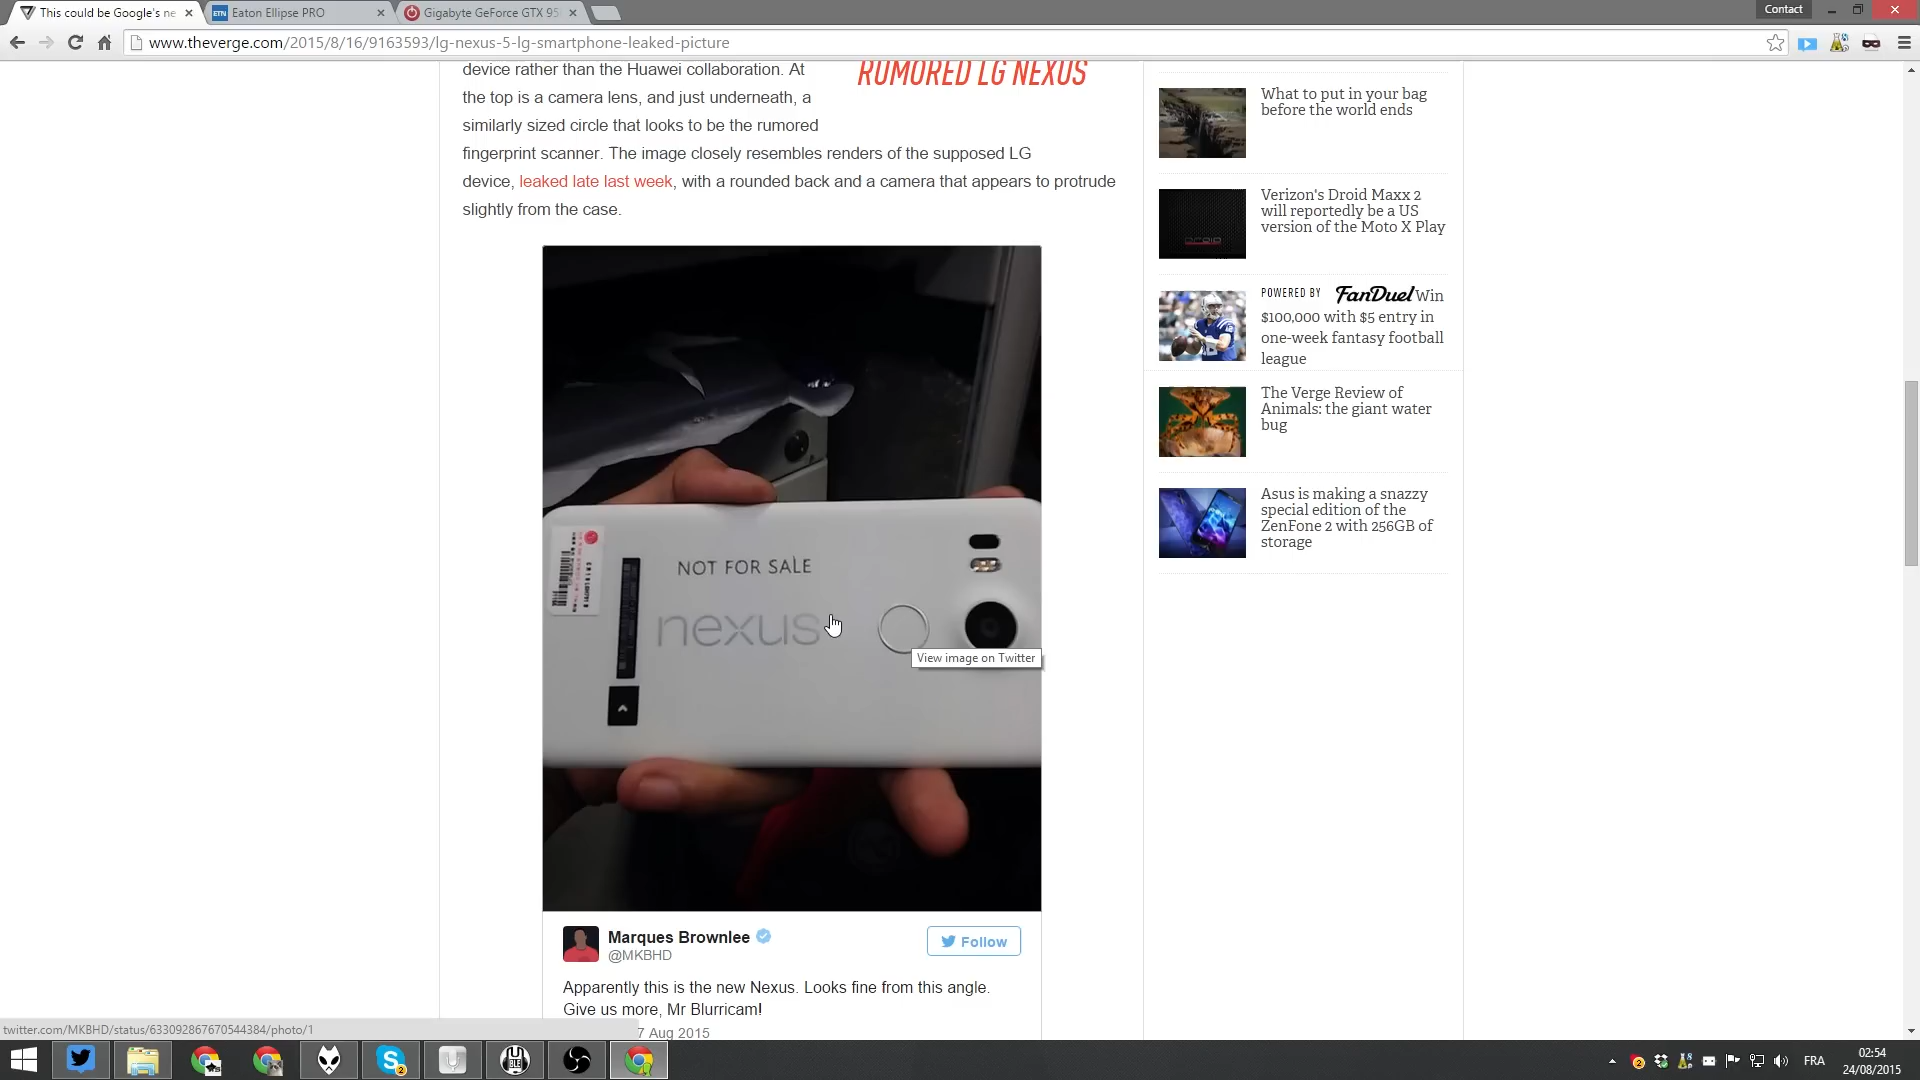 This could be Google's ne
Eaton Ellipse PRO
Gigabyte GeForce GTX 95
Contact
www.theverge.com/2015/8/16/9163593/lg-nexus-5-lg-smartphone-leaked-picture
device rather than the Huawei collaboration. At
the top is a camera lens, and just underneath, a
similarly sized circle that looks to be the rumored
fingerprint scanner. The image closely resembles renders of the supposed LG
device, leaked late last week, with a rounded back and a camera that appears to protrude
slightly from the case.
RUMORED LG NEXUS
NOT FOR SALE
nexus
View image on Twitter
Marques Brownlee
@MKBHD
Follow
Apparently this is the new Nexus. Looks fine from this angle.
Give us more, Mr Blurricam!
7 Aug 2015
What to put in your bag
before the world ends
Verizon's Droid Maxx 2
will reportedly be a US
version of the Moto X Play
POWERED BY FanDuel Win
$100,000 with $5 entry in
one-week fantasy football
league
The Verge Review of
Animals: the giant water
bug
Asus is making a snazzy
special edition of the
ZenFone 2 with 256GB of
storage
twitter.com/MKBHD/status/633092867670544384/photo/1
FRA
02:54
24/08/2015